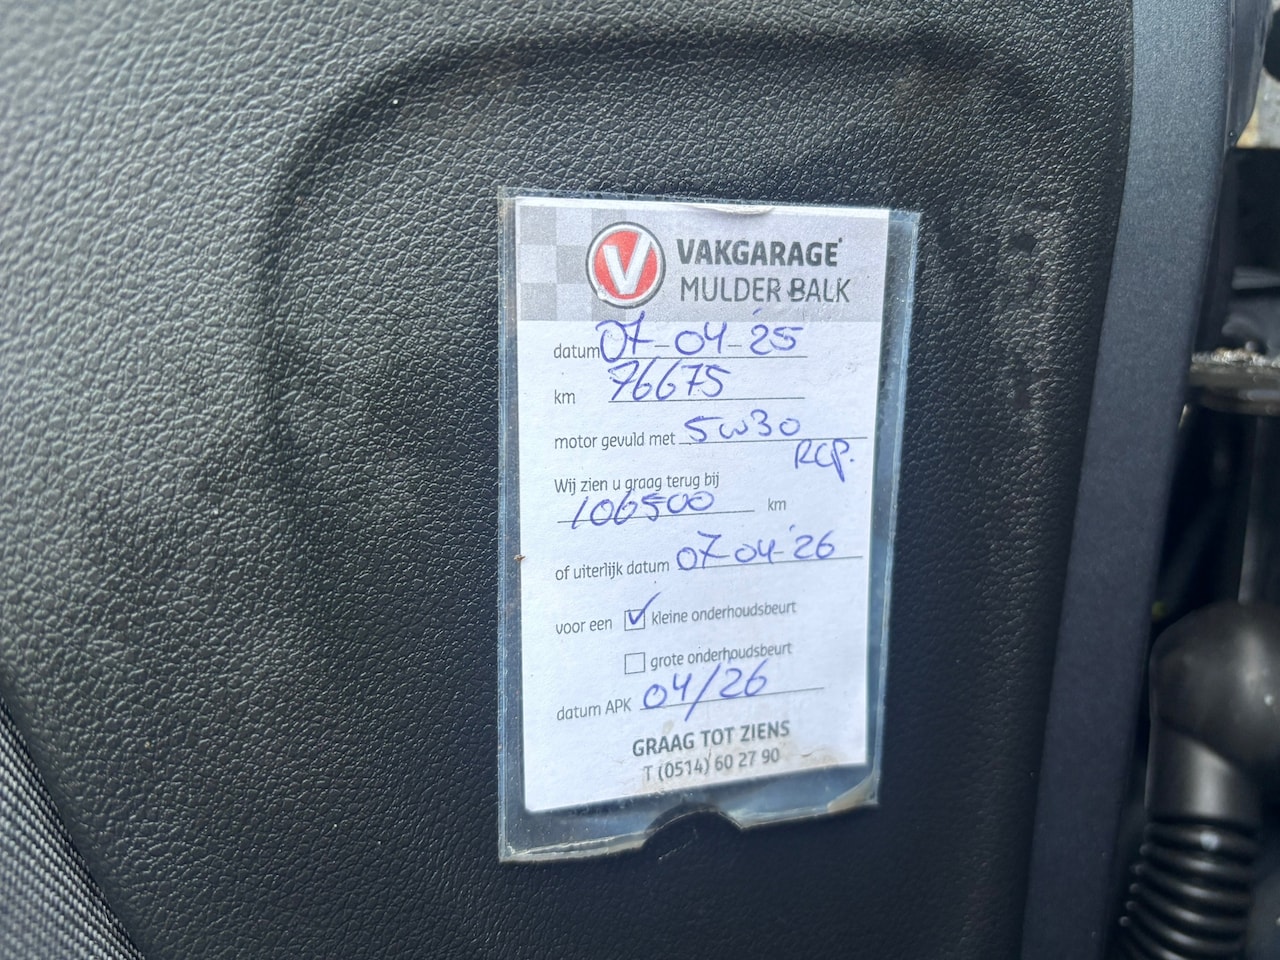 V VAKGARAGE
MULDER BALK
datum 07-04-'25
km 76675
motor gevuld met 5w30
RCP.
Wij zien u graag terug bij
106500 km
of uiterlijk datum 07-04-'26
voor een ☑ kleine onderhoudsbeurt
☐ grote onderhoudsbeurt
datum APK 04/26
GRAAG TOT ZIENS
T (0514) 60 27 90